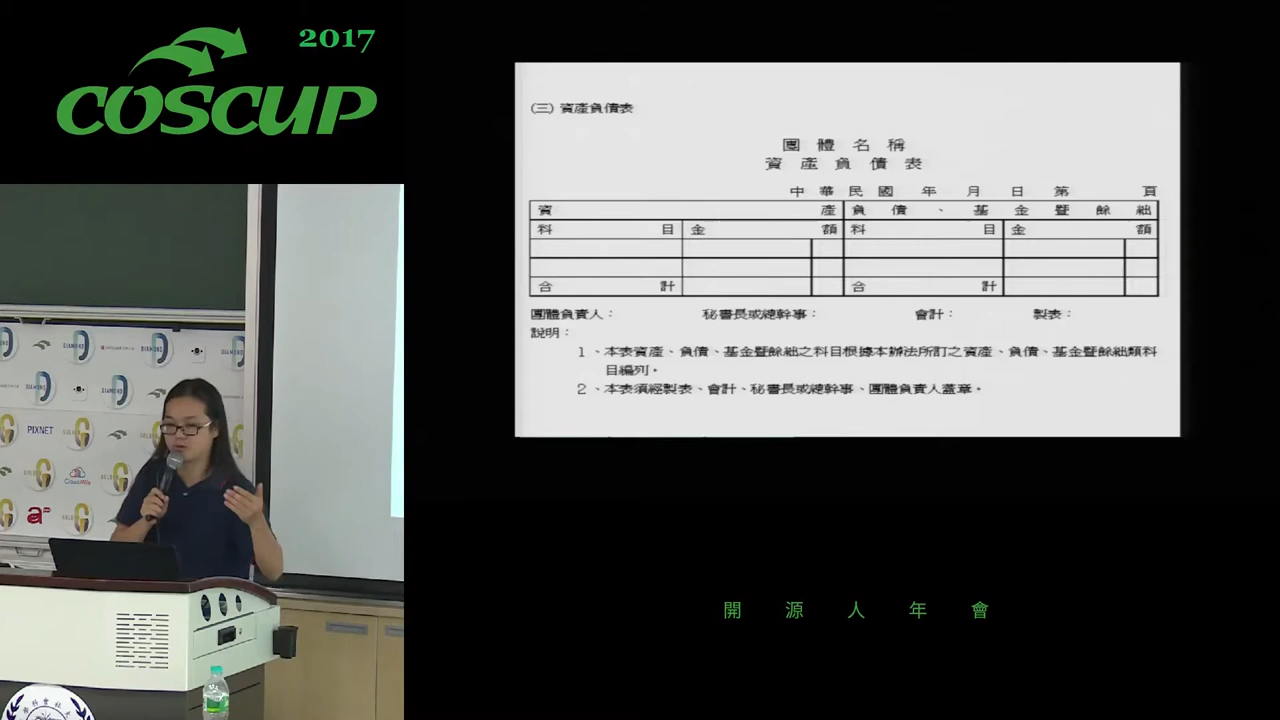 2017
COSCUP
(三) 資產負債表
團體名稱
資產負債表
中華民國 年 月 日 第 頁
資 產 負債、基金暨餘絀
科 目 金 額 科 目 金 額
合 計 合 計
團體負責人： 秘書長或總幹事： 會計： 製表：
說明：
1、本表資產、負債、基金暨餘絀之科目根據本辦法所訂之資產、負債、基金暨餘絀類科
目編列。
2、本表須經製表、會計、秘書長或總幹事、團體負責人蓋章。
DIAMOND
DIAMOND
DIAMOND
PIXNET
GOLDEN
CloudMile
開源人年會